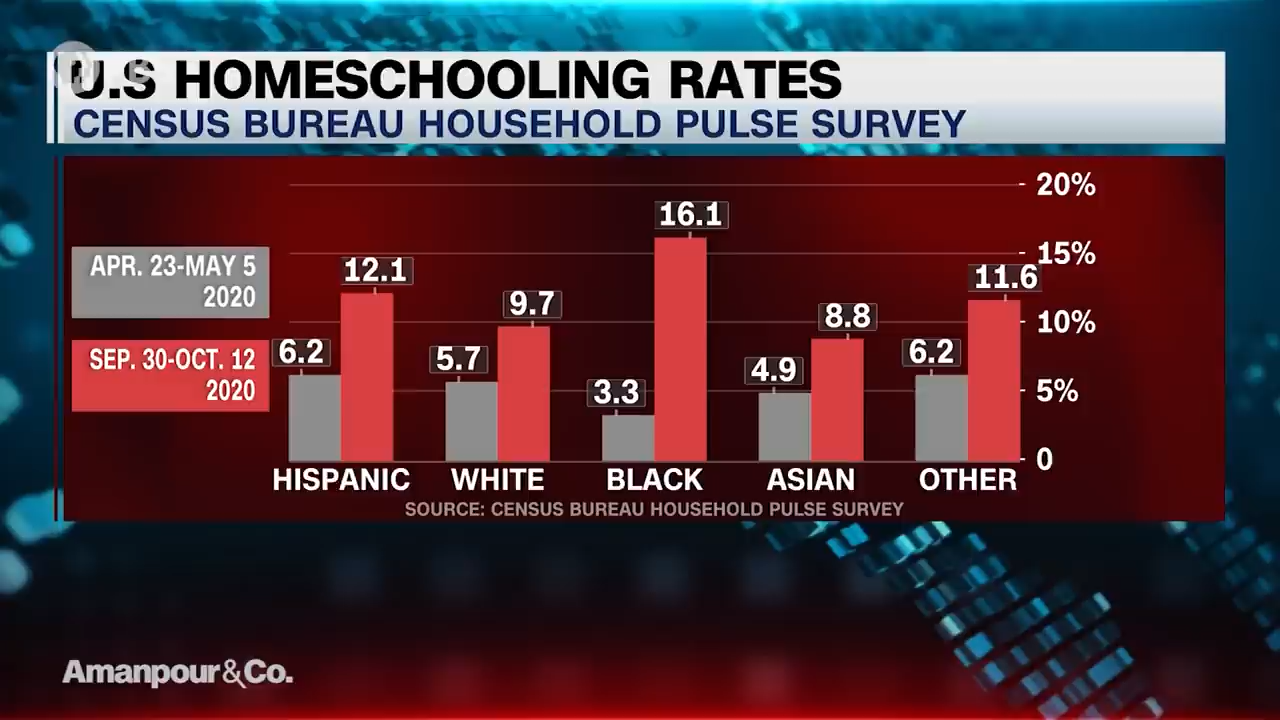 U.S HOMESCHOOLING RATES
CENSUS BUREAU HOUSEHOLD PULSE SURVEY
APR. 23-MAY 5
2020
SEP. 30-OCT. 12
2020
20%
15%
10%
5%
0
6.2
12.1
5.7
9.7
3.3
16.1
4.9
8.8
6.2
11.6
HISPANIC
WHITE
BLACK
ASIAN
OTHER
SOURCE: CENSUS BUREAU HOUSEHOLD PULSE SURVEY
Amanpour&Co.